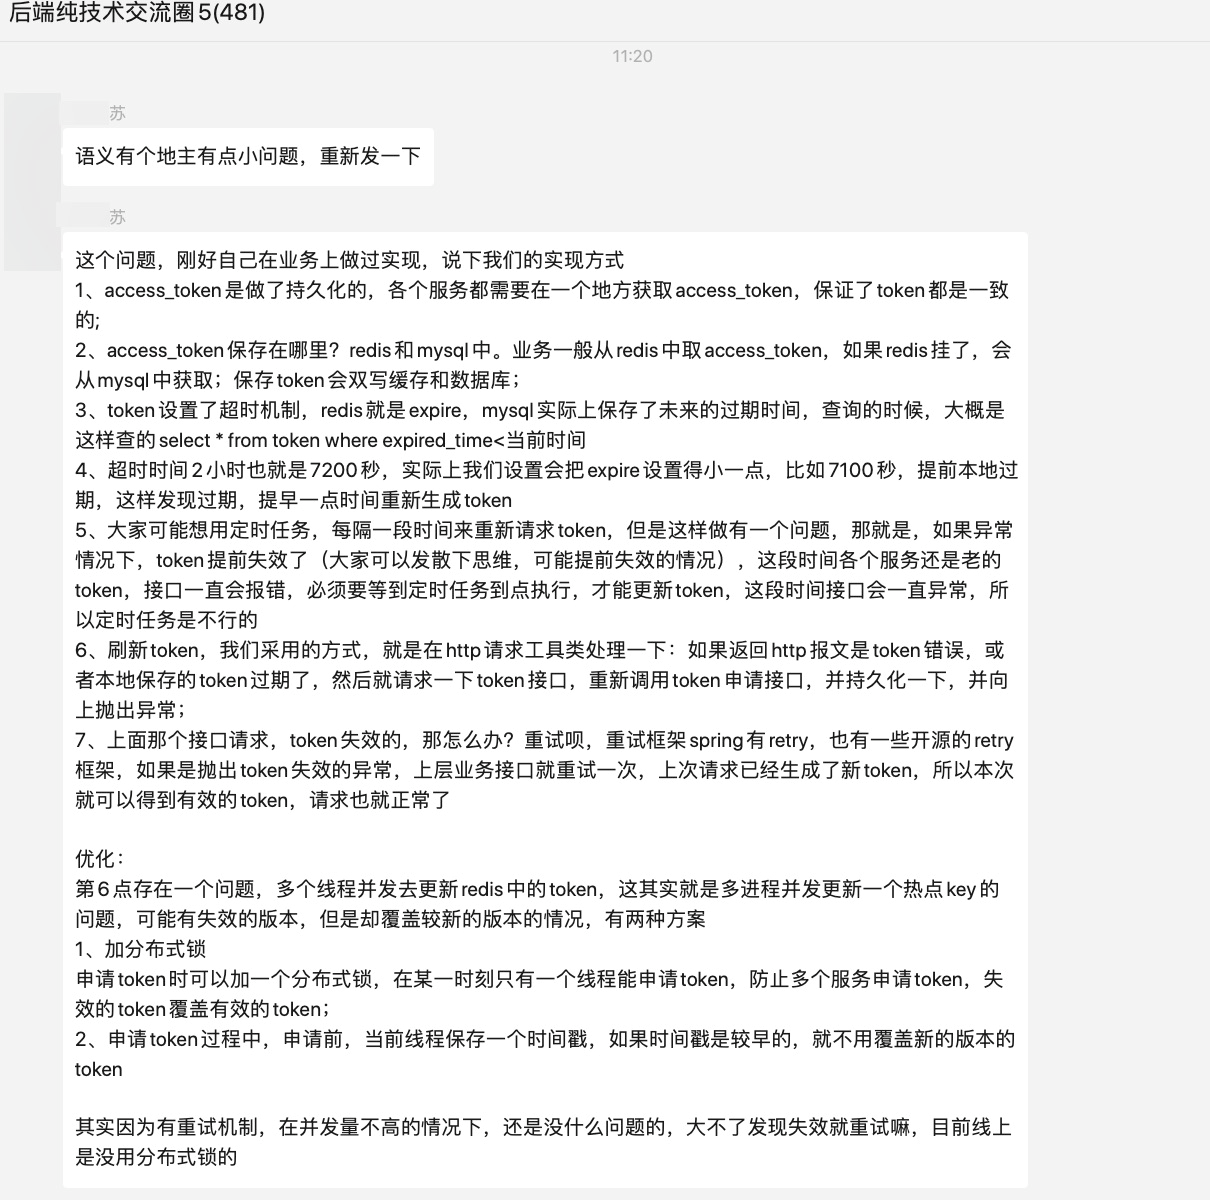 后端纯技术交流圈5(481)
11:20
苏
语义有个地主有点小问题，重新发一下
苏
这个问题，刚好自己在业务上做过实现，说下我们的实现方式
1、access_token是做了持久化的，各个服务都需要在一个地方获取access_token，保证了token都是一致
的;
2、access_token保存在哪里？redis和mysql中。业务一般从redis中取access_token，如果redis挂了，会
从mysql中获取；保存token会双写缓存和数据库；
3、token设置了超时机制，redis就是expire，mysql实际上保存了未来的过期时间，查询的时候，大概是
这样查的select * from token where expired_time<当前时间
4、超时时间2小时也就是7200秒，实际上我们设置会把expire设置得小一点，比如7100秒，提前本地过
期，这样发现过期，提早一点时间重新生成token
5、大家可能想用定时任务，每隔一段时间来重新请求token，但是这样做有一个问题，那就是，如果异常
情况下，token提前失效了（大家可以发散下思维，可能提前失效的情况），这段时间各个服务还是老的
token，接口一直会报错，必须要等到定时任务到点执行，才能更新token，这段时间接口会一直异常，所
以定时任务是不行的
6、刷新token，我们采用的方式，就是在http请求工具类处理一下：如果返回http报文是token错误，或
者本地保存的token过期了，然后就请求一下token接口，重新调用token申请接口，并持久化一下，并向
上抛出异常；
7、上面那个接口请求，token失效的，那怎么办？重试呗，重试框架spring有retry，也有一些开源的retry
框架，如果是抛出token失效的异常，上层业务接口就重试一次，上次请求已经生成了新token，所以本次
就可以得到有效的token，请求也就正常了
优化：
第6点存在一个问题，多个线程并发去更新redis中的token，这其实就是多进程并发更新一个热点key的
问题，可能有失效的版本，但是却覆盖较新的版本的情况，有两种方案
1、加分布式锁
申请token时可以加一个分布式锁，在某一时刻只有一个线程能申请token，防止多个服务申请token，失
效的token覆盖有效的token；
2、申请token过程中，申请前，当前线程保存一个时间戳，如果时间戳是较早的，就不用覆盖新的版本的
token
其实因为有重试机制，在并发量不高的情况下，还是没什么问题的，大不了发现失效就重试嘛，目前线上
是没用分布式锁的